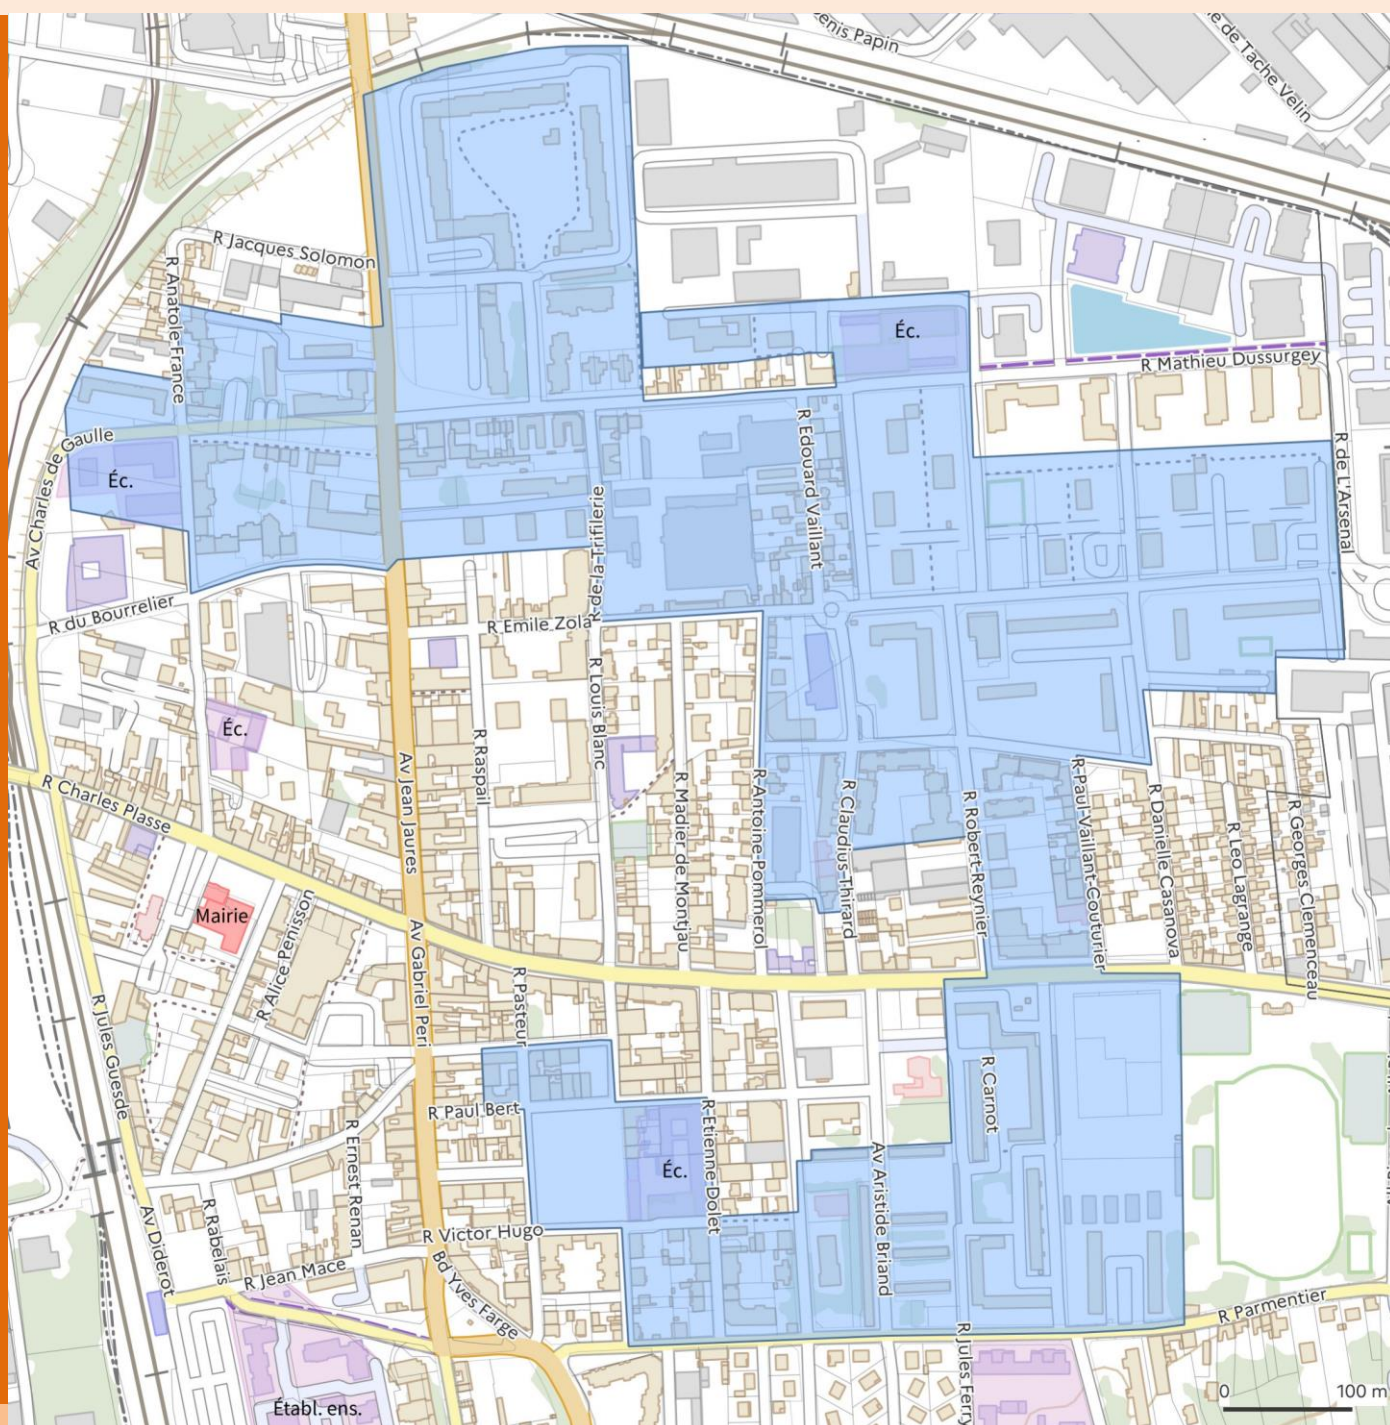 enis Papin
e de Tache Velin
R Jacques Solomon
R Anatole France
Éc.
R Mathieu Dussurgey
R Edouard Vaillant
R de L'Arsenal
Av Charles de Gaulle
Éc.
R de la Tuillerie
R du Bourrelier
R Emile Zola
R Louis Blanc
Éc.
R Raspail
Av Jean Jaures
R Madier de Montjau
R Antoine Pommerol
R Claudius Thirard
R Robert Reynier
R Paul Vaillant Couturier
R Danielle Casanova
R Leo Lagrange
R Georges Clemenceau
R Charles Plasse
Mairie
R Alice Penisson
Av Gabriel Peri
R Pasteur
R Jules Guesde
R Carnot
R Paul Bert
R Ernest Renan
R Etienne Dolet
Éc.
Av Aristide Briand
R Victor Hugo
R Rabelais
Av Diderot
R Jean Mace
Bd Yves Farge
R Parmentier
R Jules Ferry
Établ. ens.
0 100 m